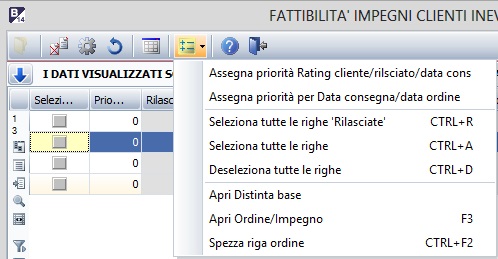 B
14
FATTIBILITA' IMPEGNI CLIENTI INEV
I DATI VISUALIZZATI S
Selezi...
Prio...
Rilas
1
3
0
0
0
0
Assegna priorità Rating cliente/rilsciato/data cons
Assegna priorità per Data consegna/data ordine
Seleziona tutte le righe 'Rilasciate' CTRL+R
Seleziona tutte le righe CTRL+A
Deseleziona tutte le righe CTRL+D
Apri Distinta base
Apri Ordine/Impegno F3
Spezza riga ordine CTRL+F2